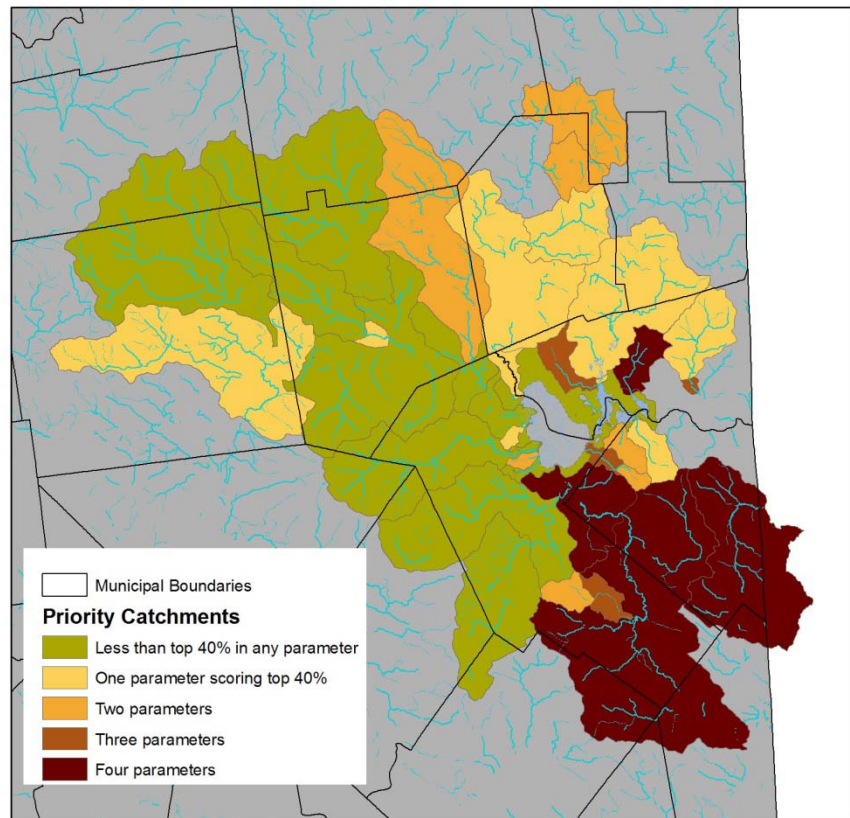 Municipal Boundaries
Priority Catchments
Less than top 40% in any parameter
One parameter scoring top 40%
Two parameters
Three parameters
Four parameters